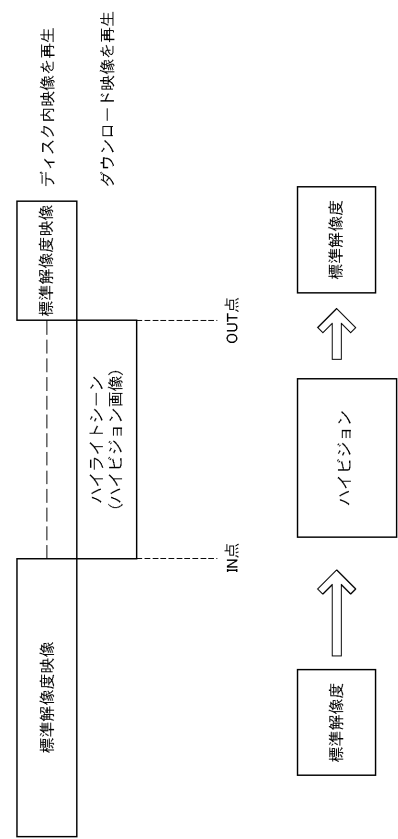 標準解像度映像
標準解像度映像
ディスク内映像を再生
ハイライトシーン
(ハイビジョン画像)
ダウンロード映像を再生
IN点
OUT点
標準解像度
ハイビジョン
標準解像度